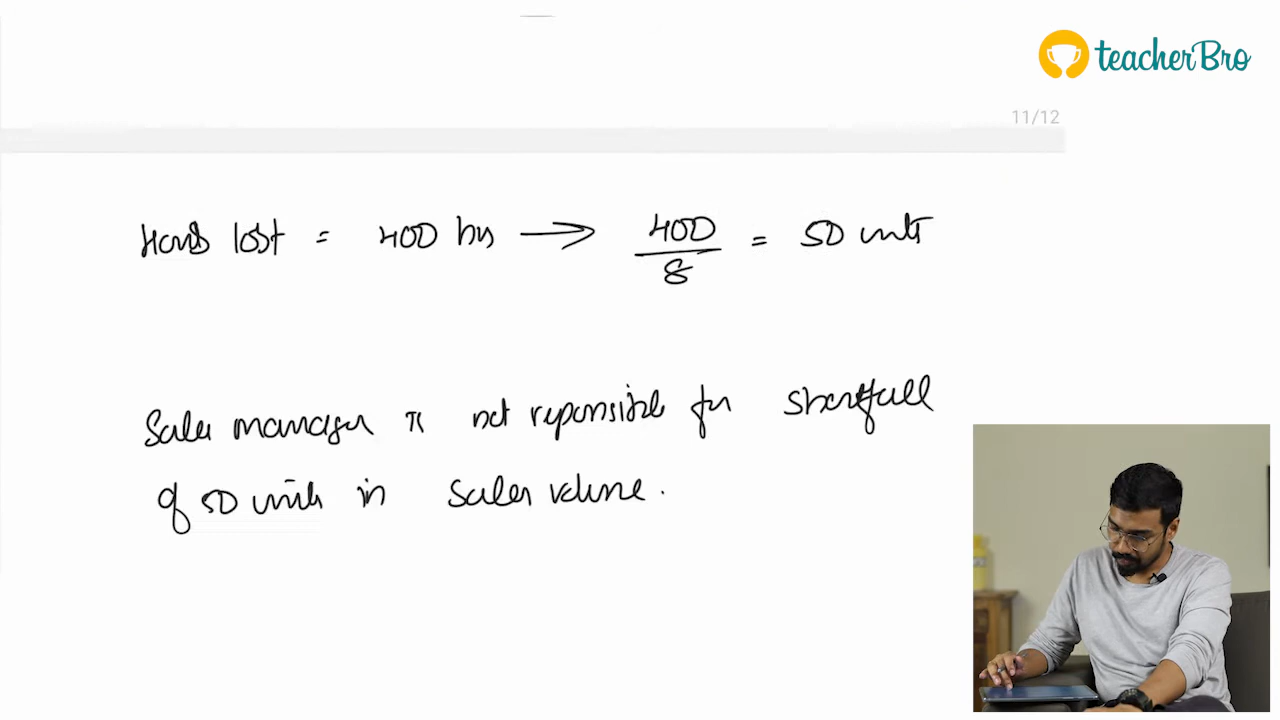 teacherBro
11/12
Hours lost = 400 hrs → 400/8 = 50 units
Sales manager is not reponsible for shortfall
of 50 units in sales volume.